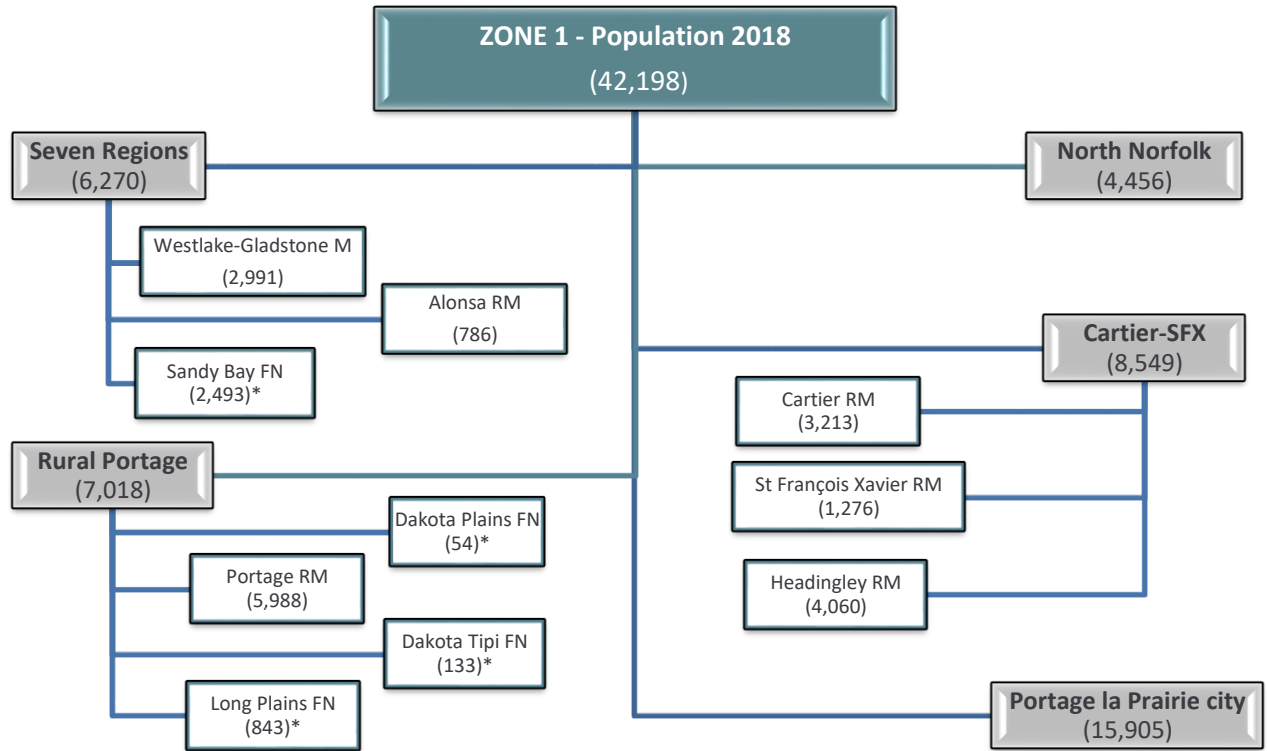 ZONE 1 - Population 2018
(42,198)
Seven Regions
(6,270)
North Norfolk
(4,456)
Westlake-Gladstone M
(2,991)
Alonsa RM
(786)
Sandy Bay FN
(2,493)*
Cartier-SFX
(8,549)
Cartier RM
(3,213)
St François Xavier RM
(1,276)
Headingley RM
(4,060)
Rural Portage
(7,018)
Dakota Plains FN
(54)*
Portage RM
(5,988)
Dakota Tipi FN
(133)*
Long Plains FN
(843)*
Portage la Prairie city
(15,905)